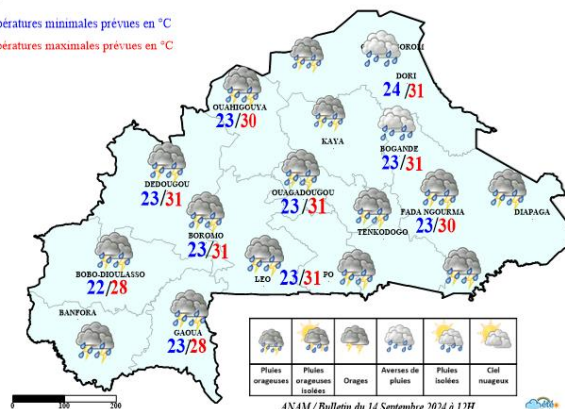 pératures minimales prévues en °C
pératures maximales prévues en °C
OROM
DORI
24 /31
OUAHIGOUYA
23/30
KAYA
BOGANDE
23/31
DEDOUGOU
23/31
OUAGADOUGOU
23/31
FADA NGOURMA
23/30
DIAPAGA
TENKODOGO
BOROMO
23/31
BOBO-DIOULASSO
22/28
LEO
23/31
PO
BANFORA
GAOUA
23/28
Pluies orageuses
Pluies orageuses isolées
Orages
Averses de pluies
Pluies isolées
Ciel nuageux
0 100 200
ANAM / Bulletin du 14 Septembre 2024 à 12H